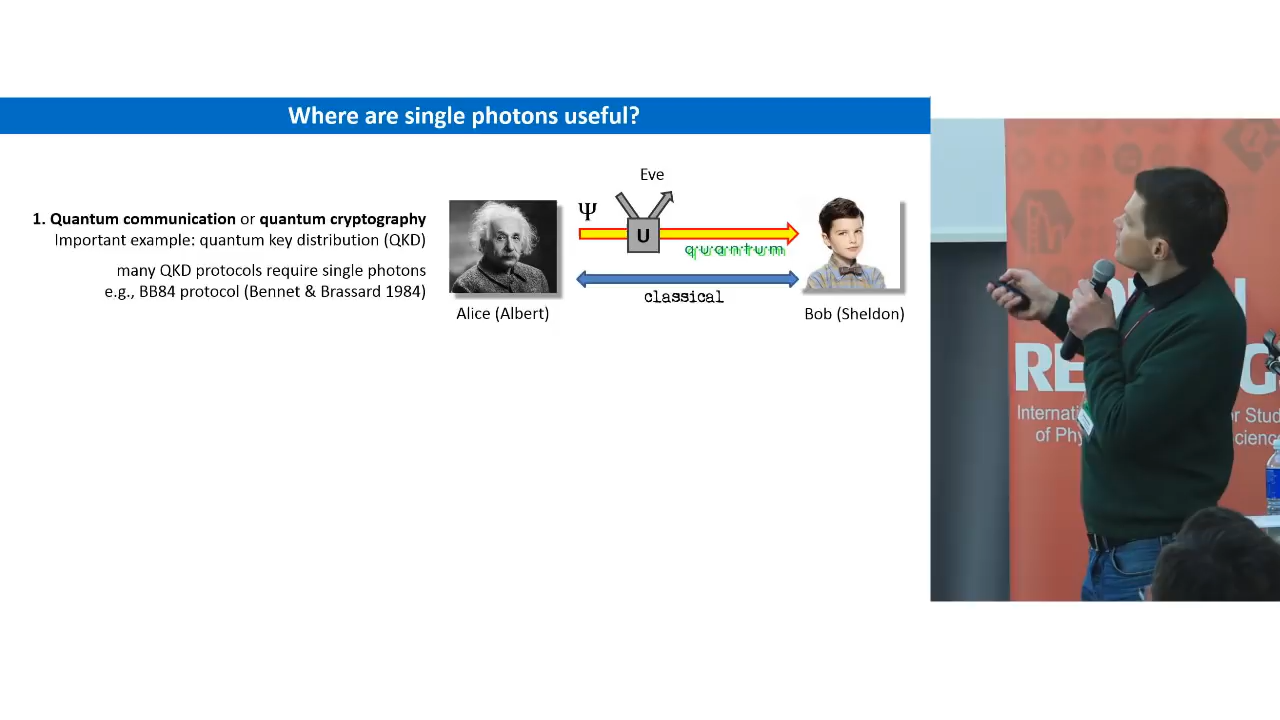 Where are single photons useful?
Eve
Ψ
1. Quantum communication or quantum cryptography
Important example: quantum key distribution (QKD)
U
quantum
many QKD protocols require single photons
e.g., BB84 protocol (Bennet & Brassard 1984)
classical
Alice (Albert)
Bob (Sheldon)
RE
G
Internati
r Stud
of Phy
cience